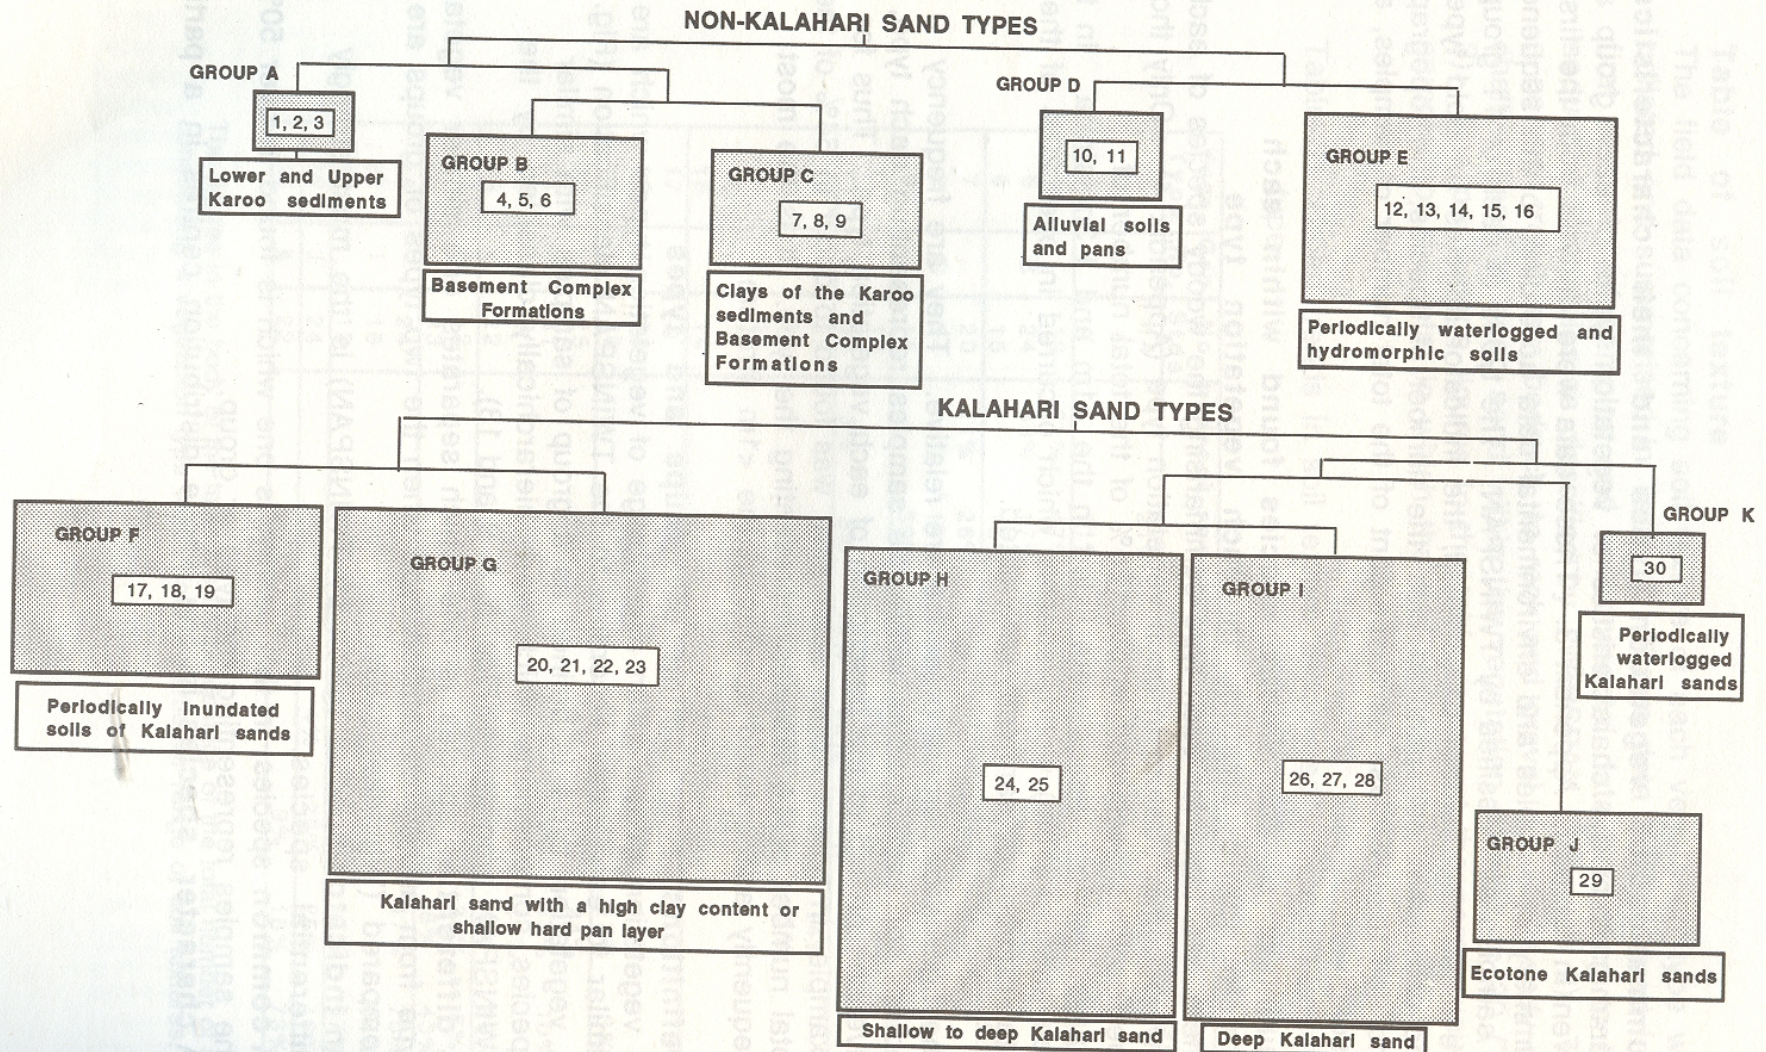 NON-KALAHARI SAND TYPES
GROUP A
1, 2, 3
Lower and Upper
Karoo sediments
GROUP B
4, 5, 6
Basement Complex
Formations
GROUP C
7, 8, 9
Clays of the Karoo
sediments and
Basement Complex
Formations
GROUP D
10, 11
Alluvial soils
and pans
GROUP E
12, 13, 14, 15, 16
Periodically waterlogged and
hydromorphic soils
KALAHARI SAND TYPES
GROUP F
17, 18, 19
Periodically inundated
soils of Kalahari sands
GROUP G
20, 21, 22, 23
Kalahari sand with a high clay content or
shallow hard pan layer
GROUP H
24, 25
Shallow to deep Kalahari sand
GROUP I
26, 27, 28
Deep Kalahari sand
GROUP J
29
Ecotone Kalahari sands
GROUP K
30
Periodically
waterlogged
Kalahari sands